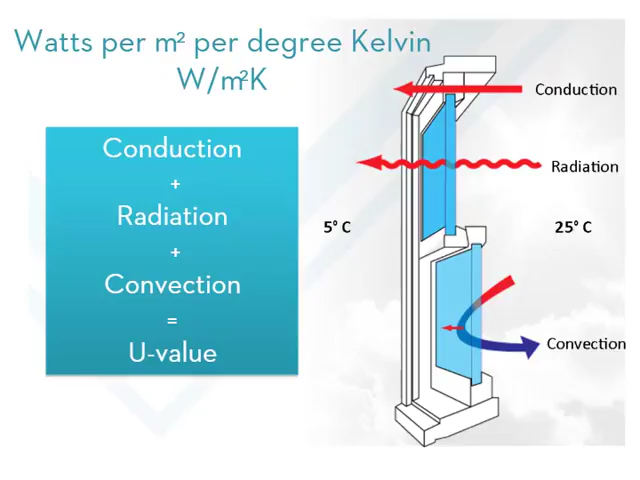 Watts per m² per degree Kelvin
W/m²K
Conduction
+
Radiation
+
Convection
=
U-value
Conduction
Radiation
5° C
25° C
Convection